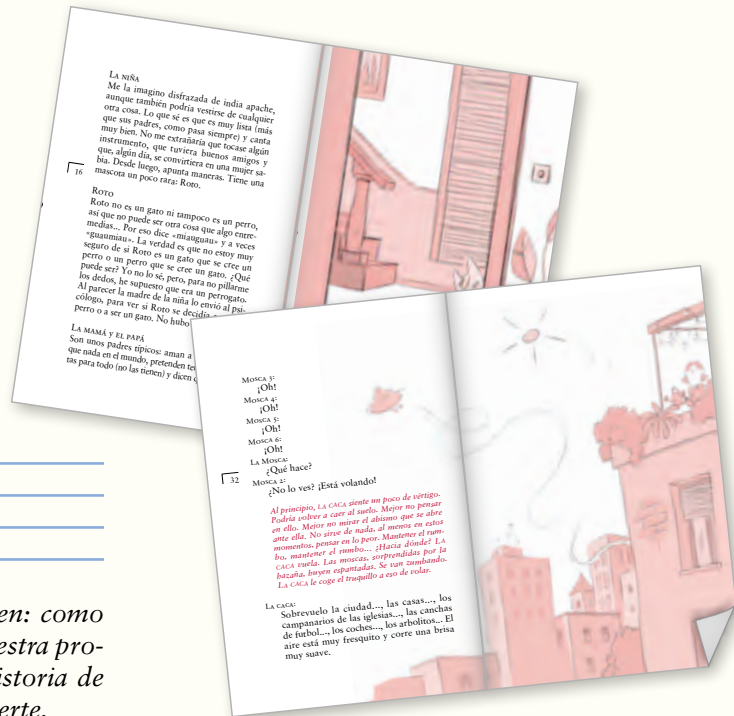 LA NIÑA
Me la imagino disfrazada de india apache,
aunque también podría vestirse de cualquier
otra cosa. Lo que sé es que es muy lista (más
que sus padres, como pasa siempre) y canta
muy bien. No me extrañaría que tocase algún
instrumento, que tuviera buenos amigos y
que, algún día, se convirtiera en una mujer sa-
bia. Desde luego, apunta maneras. Tiene una
mascota un poco rara: Roto.
16
ROTO
Roto no es un gato ni tampoco es un perro,
así que no puede ser otra cosa que algo entre-
medias... Por eso dice «miauguau» y a veces
«guaumiau». La verdad es que no estoy muy
seguro de si Roto es un gato que se cree un
perro o un perro que se cree un gato. ¿Qué
puede ser? Yo no lo sé, pero, para no pillarme
los dedos, he supuesto que era un perrogato.
Al parecer la madre de la niña lo envió al psi-
cólogo, para ver si Roto se decidía
perro o a ser un gato. No hubo
LA MAMÁ y EL PAPÁ
Son unos padres típicos: aman a
que nada en el mundo, pretenden
tas para todo (no las tienen) y dicen
MOSCA 3:
¡Oh!
MOSCA 4:
¡Oh!
MOSCA 5:
¡Oh!
MOSCA 6:
¡Oh!
LA MOSCA:
¿Qué hace?
32
MOSCA 2:
¿No lo ves? ¡Está volando!
Al principio, LA CACA siente un poco de vértigo.
Podría volver a caer al suelo. Mejor no pensar
en ello. Mejor no mirar el abismo que se abre
ante ella. No sirve de nada, al menos en estos
momentos, pensar en lo peor. Mantener el rum-
bo, mantener el rumbo... ¿Hacia dónde? LA
CACA vuela. Las moscas, sorprendidas por la
hazaña, huyen espantadas. Se van zumbando.
LA CACA le coge el truquillo a eso de volar.
LA CACA:
Sobrevuelo la ciudad..., las casas..., los
campanarios de las iglesias..., las canchas
de futbol..., los coches..., los arbolitos... El
aire está muy fresquito y corre una brisa
muy suave.
en: como
estra pro-
istoria de
erte.